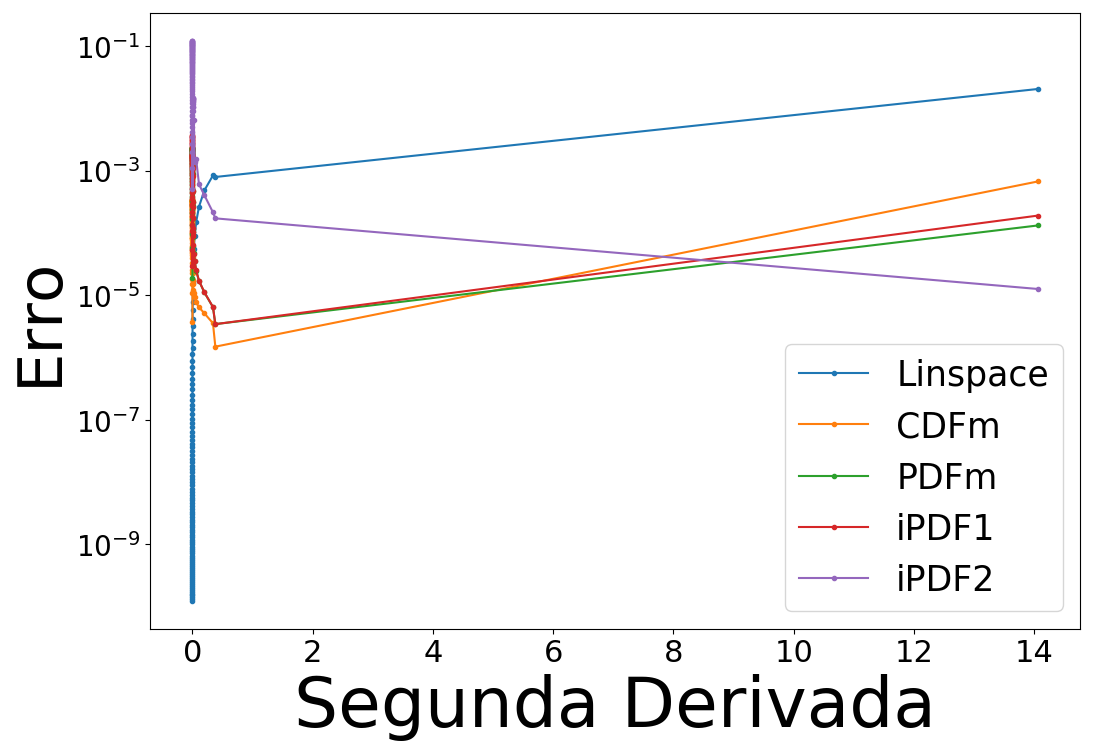 10⁻¹
10⁻³
10⁻⁵
10⁻⁷
10⁻⁹
Erro
Linspace
CDFm
PDFm
iPDF1
iPDF2
0 2 4 6 8 10 12 14
Segunda Derivada